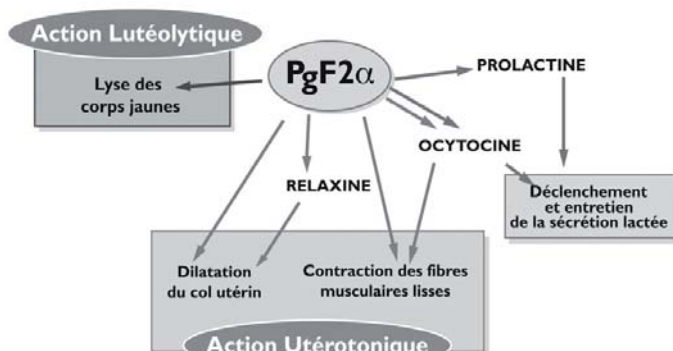 Action Lutéolytique
Lyse des
corps jaunes
PgF2α
PROLACTINE
OCYTOCINE
RELAXINE
Déclenchement
et entretien
de la sécrétion lactée
Dilatation
du col utérin
Contraction des fibres
musculaires lisses
Action Utérotonique